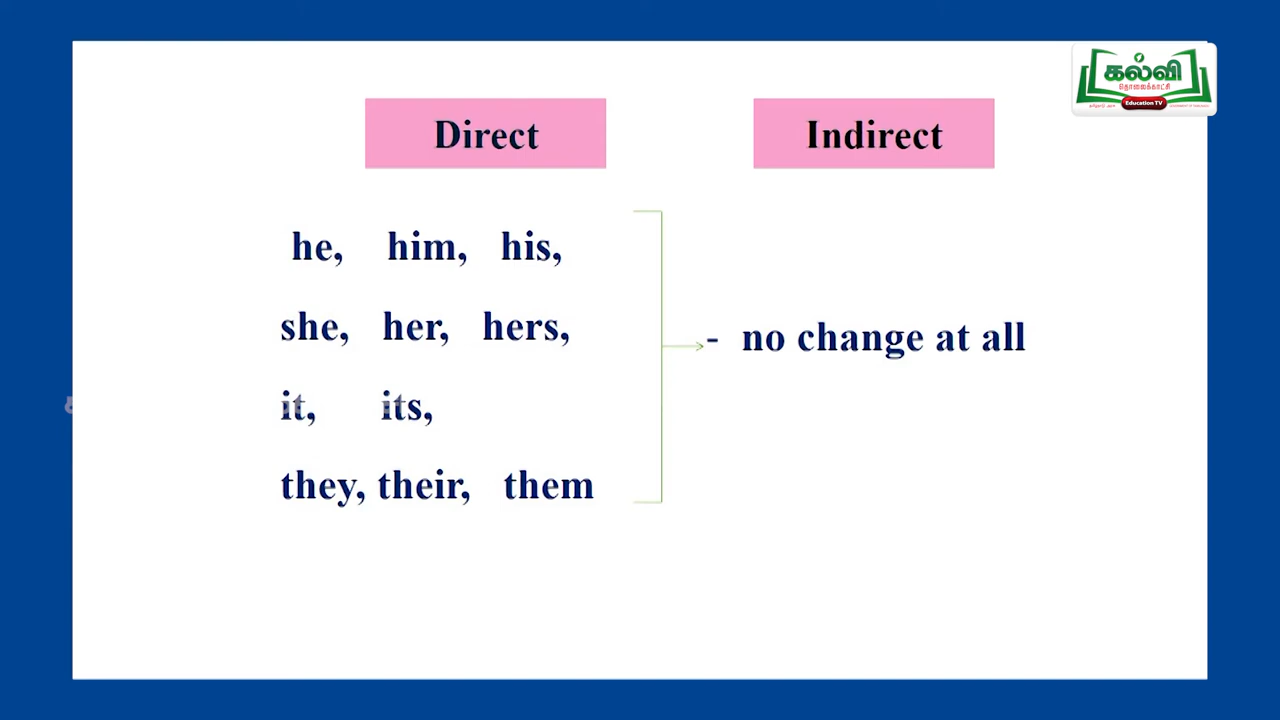 கல்வி
தொலைக்காட்சி
Education TV
Direct Indirect
he, him, his,
she, her, hers,
- no change at all
it, its,
they, their, them